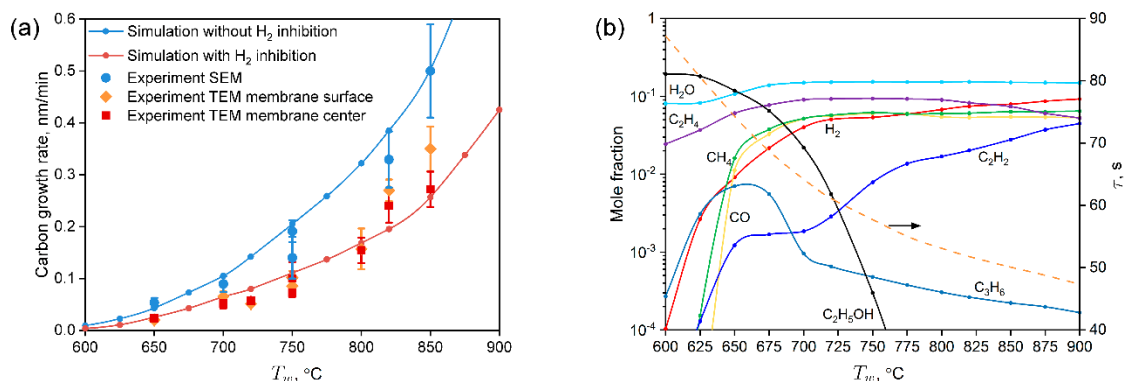 (a)
Carbon growth rate, nm/min
0.6
0.5
0.4
0.3
0.2
0.1
0.0
Simulation without H₂ inhibition
Simulation with H₂ inhibition
Experiment SEM
Experiment TEM membrane surface
Experiment TEM membrane center
600 650 700 750 800 850 900
T_w, °C
(b)
Mole fraction
1
0.1
10⁻²
10⁻³
10⁻⁴
H₂O
C₂H₄
CH₄
CO
H₂
C₂H₂
C₃H₆
C₂H₅OH
90
80
70
60
50
40
τ, s
600 625 650 675 700 725 750 775 800 825 850 875 900
T_w, °C